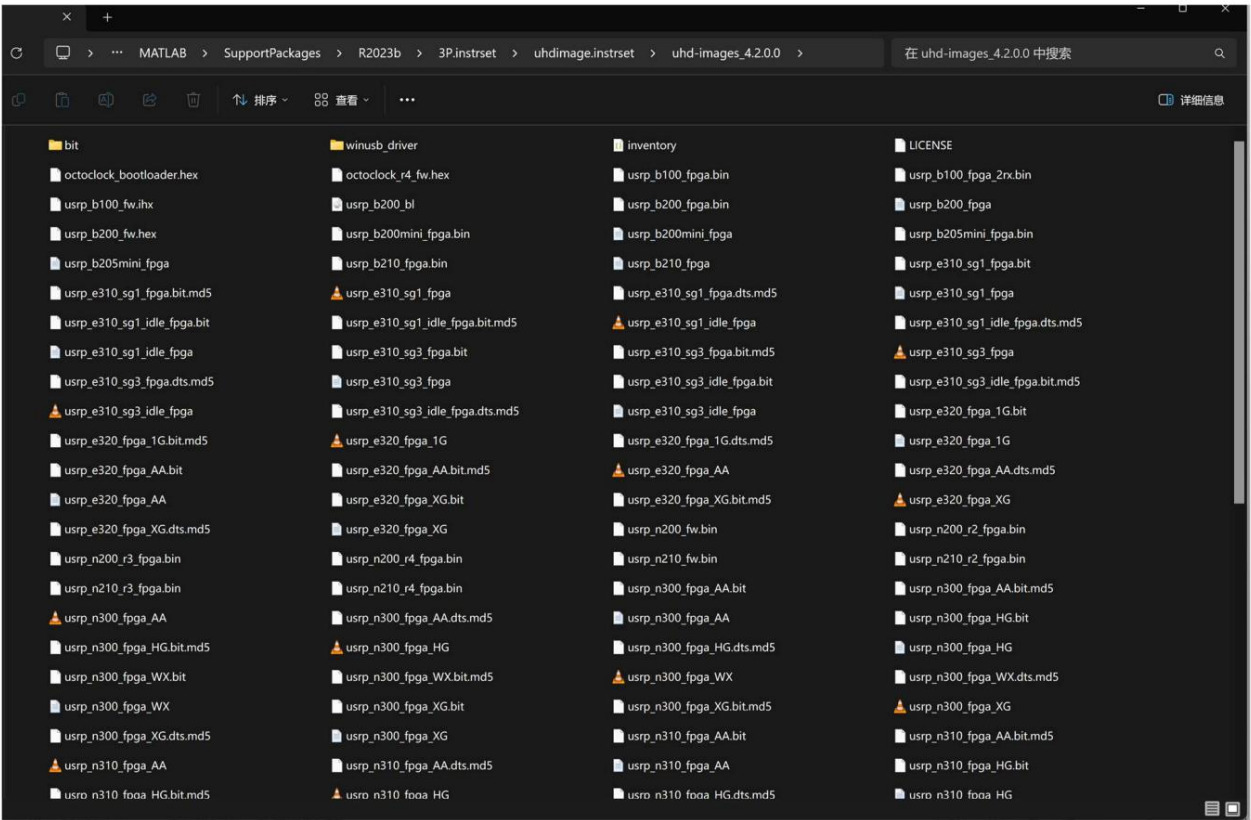 MATLAB > SupportPackages > R2023b > 3P.instrset > uhdimage.instrset > uhd-images_4.2.0.0 > 在 uhd-images_4.2.0.0 中搜索
排序 查看 ... 详细信息
bit winusb_driver inventory LICENSE
octoclock_bootloader.hex octoclock_r4_fw.hex usrp_b100_fpga.bin usrp_b100_fpga_2rx.bin
usrp_b100_fw.ihx usrp_b200_bl usrp_b200_fpga.bin usrp_b200_fpga
usrp_b200_fw.hex usrp_b200mini_fpga.bin usrp_b200mini_fpga usrp_b205mini_fpga.bin
usrp_b205mini_fpga usrp_b210_fpga.bin usrp_b210_fpga usrp_e310_sg1_fpga.bit
usrp_e310_sg1_fpga.bit.md5 usrp_e310_sg1_fpga usrp_e310_sg1_fpga.dts.md5 usrp_e310_sg1_fpga
usrp_e310_sg1_idle_fpga.bit usrp_e310_sg1_idle_fpga.bit.md5 usrp_e310_sg1_idle_fpga usrp_e310_sg1_idle_fpga.dts.md5
usrp_e310_sg1_idle_fpga usrp_e310_sg3_fpga.bit usrp_e310_sg3_fpga.bit.md5 usrp_e310_sg3_fpga
usrp_e310_sg3_fpga.dts.md5 usrp_e310_sg3_fpga usrp_e310_sg3_idle_fpga.bit usrp_e310_sg3_idle_fpga.bit.md5
usrp_e310_sg3_idle_fpga usrp_e310_sg3_idle_fpga.dts.md5 usrp_e310_sg3_idle_fpga usrp_e320_fpga_1G.bit
usrp_e320_fpga_1G.bit.md5 usrp_e320_fpga_1G usrp_e320_fpga_1G.dts.md5 usrp_e320_fpga_1G
usrp_e320_fpga_AA.bit usrp_e320_fpga_AA.bit.md5 usrp_e320_fpga_AA usrp_e320_fpga_AA.dts.md5
usrp_e320_fpga_AA usrp_e320_fpga_XG.bit usrp_e320_fpga_XG.bit.md5 usrp_e320_fpga_XG
usrp_e320_fpga_XG.dts.md5 usrp_e320_fpga_XG usrp_n200_fw.bin usrp_n200_r2_fpga.bin
usrp_n200_r3_fpga.bin usrp_n200_r4_fpga.bin usrp_n210_fw.bin usrp_n210_r2_fpga.bin
usrp_n210_r3_fpga.bin usrp_n210_r4_fpga.bin usrp_n300_fpga_AA.bit usrp_n300_fpga_AA.bit.md5
usrp_n300_fpga_AA usrp_n300_fpga_AA.dts.md5 usrp_n300_fpga_AA usrp_n300_fpga_HG.bit
usrp_n300_fpga_HG.bit.md5 usrp_n300_fpga_HG usrp_n300_fpga_HG.dts.md5 usrp_n300_fpga_HG
usrp_n300_fpga_WX.bit usrp_n300_fpga_WX.bit.md5 usrp_n300_fpga_WX usrp_n300_fpga_WX.dts.md5
usrp_n300_fpga_WX usrp_n300_fpga_XG.bit usrp_n300_fpga_XG.bit.md5 usrp_n300_fpga_XG
usrp_n300_fpga_XG.dts.md5 usrp_n300_fpga_XG usrp_n310_fpga_AA.bit usrp_n310_fpga_AA.bit.md5
usrp_n310_fpga_AA usrp_n310_fpga_AA.dts.md5 usrp_n310_fpga_AA usrp_n310_fpga_HG.bit
usrp_n310_fpga_HG.bit.md5 usrp_n310_fpga_HG usrp_n310_fpga_HG.dts.md5 usrp_n310_fpga_HG